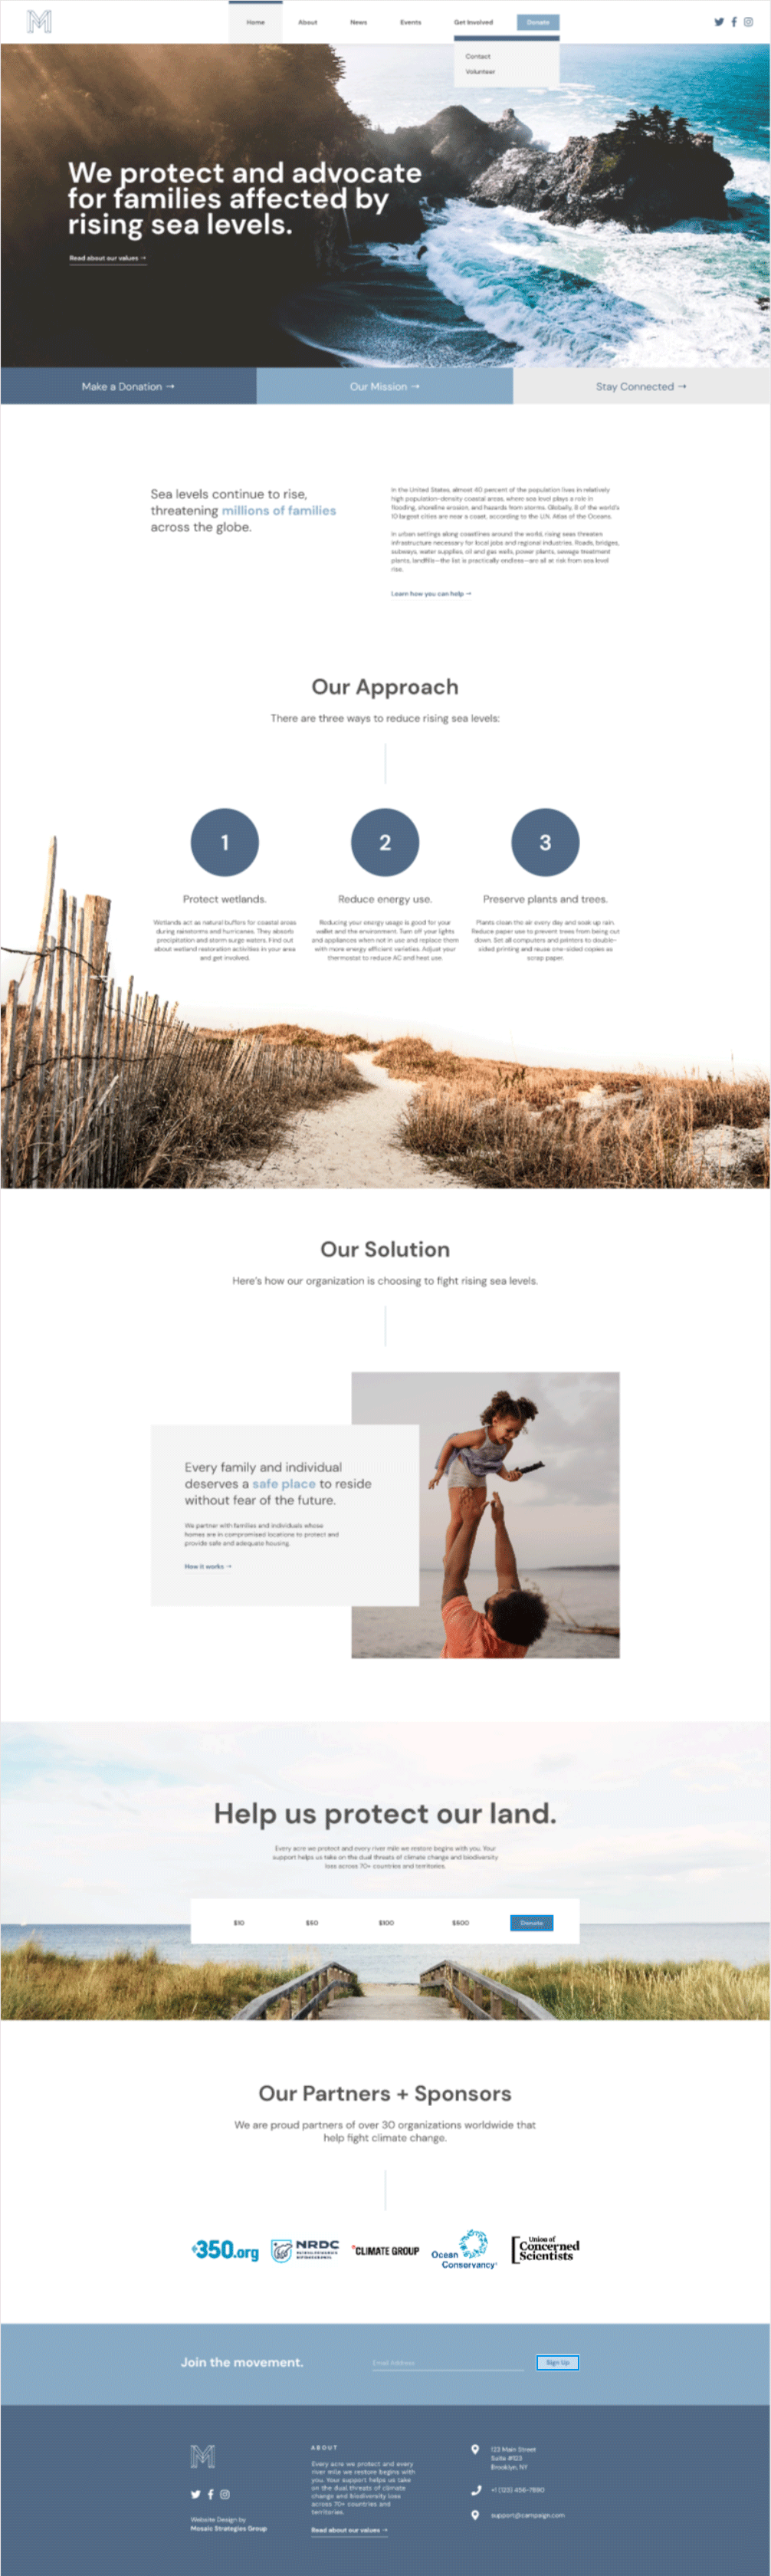 M
Home About News Events Get Involved Donate
Contact
Volunteer
We protect and advocate
for families affected by
rising sea levels.
Read about our values →
Make a Donation →
Our Mission →
Stay Connected →
Sea levels continue to rise,
threatening millions of families
across the globe.
In the United States, almost 40 percent of the population lives in relatively
high population-density coastal areas, where sea level plays a role in
flooding, shoreline erosion, and hazards from storms. Globally, 8 of the world's
10 largest cities are near a coast, according to the U.N. Atlas of the Oceans.
In urban settings along coastlines around the world, rising seas threaten
infrastructure necessary for local jobs and regional industries. Roads, bridges,
subways, water supplies, oil and gas wells, power plants, sewage treatment
plants, landfills—the list is practically endless—are all at risk from sea level
rise.
Learn how you can help →
Our Approach
There are three ways to reduce rising sea levels:
1
Protect wetlands.
Wetlands act as natural buffers for coastal areas
during rainstorms and hurricanes. They absorb
precipitation and storm surge waters. Find out
about wetland restoration activities in your area
and get involved.
2
Reduce energy use.
Reducing your energy usage is good for your
wallet and the environment. Turn off your lights
and appliances when not in use and replace them
with more energy efficient varieties. Adjust your
thermostat to reduce AC and heat use.
3
Preserve plants and trees.
Plants clean the air every day and soak up rain.
Reduce paper use to prevent trees from being cut
down. Set all computers and printers to double-
sided printing and reuse one-sided copies as
scrap paper.
Our Solution
Here's how our organization is choosing to fight rising sea levels.
Every family and individual
deserves a safe place to reside
without fear of the future.
We partner with families and individuals whose
homes are in compromised locations to protect and
provide safe and adequate housing.
How it works →
Help us protect our land.
Every acre we protect and every river mile we restore begins with you. Your
support helps us take on the dual threats of climate change and biodiversity
loss across 70+ countries and territories.
$10 $50 $100 $500 Donate
Our Partners + Sponsors
We are proud partners of over 30 organizations worldwide that
help fight climate change.
350.org
NRDC
°CLIMATE GROUP
Ocean
Conservancy
Union of
Concerned
Scientists
Join the movement.
Email Address
Sign Up
M
Website Design by
Mosaic Strategies Group
ABOUT
Every acre we protect and every
river mile we restore begins with
you. Your support helps us take
on the dual threats of climate
change and biodiversity loss
across 70+ countries and
territories.
Read about our values →
123 Main Street
Suite #123
Brooklyn, NY
+1 (123) 456-7890
support@campaign.com